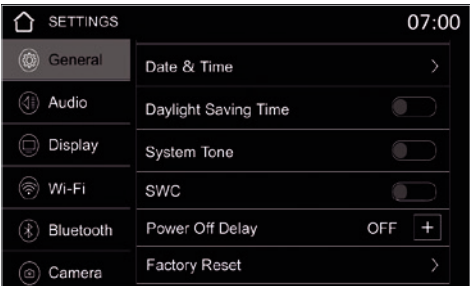 SETTINGS 07:00
General
Audio
Display
Wi-Fi
Bluetooth
Camera
Date & Time >
Daylight Saving Time
System Tone
SWC
Power Off Delay OFF +
Factory Reset >